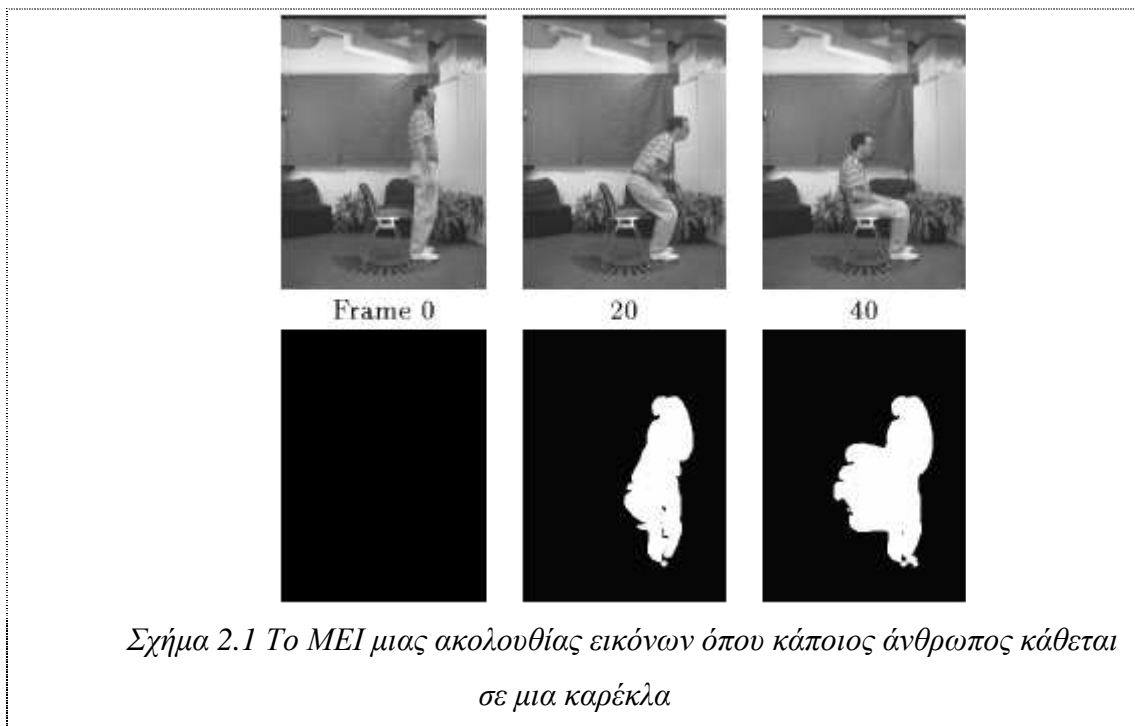 Frame 0 20 40
Σχήμα 2.1 Το MEI μιας ακολουθίας εικόνων όπου κάποιος άνθρωπος κάθεται
σε μια καρέκλα